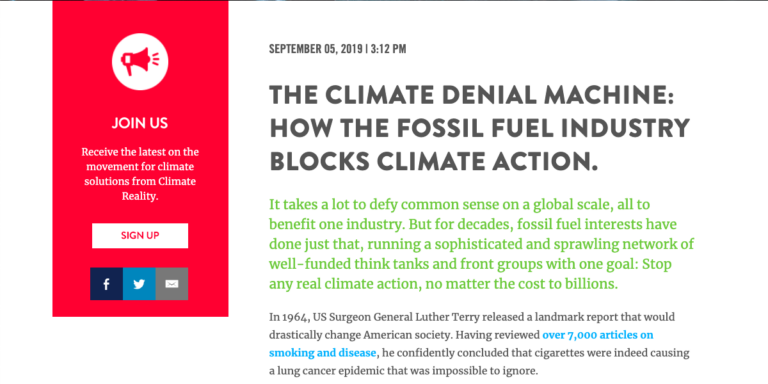 JOIN US
Receive the latest on the
movement for climate
solutions from Climate
Reality.
SIGN UP
SEPTEMBER 05, 2019 | 3:12 PM
THE CLIMATE DENIAL MACHINE:
HOW THE FOSSIL FUEL INDUSTRY
BLOCKS CLIMATE ACTION.
It takes a lot to defy common sense on a global scale, all to
benefit one industry. But for decades, fossil fuel interests have
done just that, running a sophisticated and sprawling network of
well-funded think tanks and front groups with one goal: Stop
any real climate action, no matter the cost to billions.
In 1964, US Surgeon General Luther Terry released a landmark report that would
drastically change American society. Having reviewed over 7,000 articles on
smoking and disease, he confidently concluded that cigarettes were indeed causing
a lung cancer epidemic that was impossible to ignore.